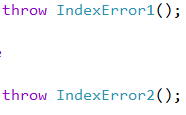 throw IndexError1();
e
throw IndexError2();